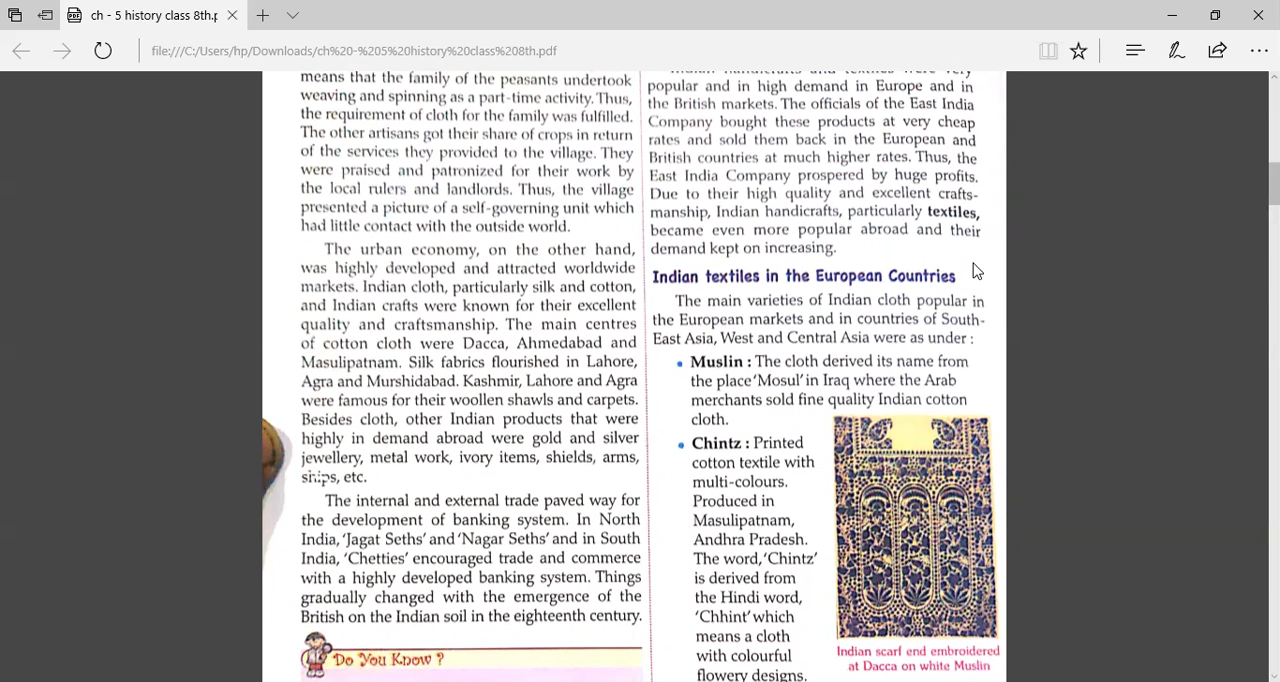 ch - 5 history class 8th.p
file:///C:/Users/hp/Downloads/ch%20-%205%20history%20class%208th.pdf
means that the family of the peasants undertook
weaving and spinning as a part-time activity. Thus,
the requirement of cloth for the family was fulfilled.
The other artisans got their share of crops in return
of the services they provided to the village. They
were praised and patronized for their work by
the local rulers and landlords. Thus, the village
presented a picture of a self-governing unit which
had little contact with the outside world.
The urban economy, on the other hand,
was highly developed and attracted worldwide
markets. Indian cloth, particularly silk and cotton,
and Indian crafts were known for their excellent
quality and craftsmanship. The main centres
of cotton cloth were Dacca, Ahmedabad and
Masulipatnam. Silk fabrics flourished in Lahore,
Agra and Murshidabad. Kashmir, Lahore and Agra
were famous for their woollen shawls and carpets.
Besides cloth, other Indian products that were
highly in demand abroad were gold and silver
jewellery, metal work, ivory items, shields, arms,
ships, etc.
The internal and external trade paved way for
the development of banking system. In North
India, 'Jagat Seths' and 'Nagar Seths' and in South
India, 'Chetties' encouraged trade and commerce
with a highly developed banking system. Things
gradually changed with the emergence of the
British on the Indian soil in the eighteenth century.
Do You Know ?
Indian handicrafts and textiles were very
popular and in high demand in Europe and in
the British markets. The officials of the East India
Company bought these products at very cheap
rates and sold them back in the European and
British countries at much higher rates. Thus, the
East India Company prospered by huge profits.
Due to their high quality and excellent crafts-
manship, Indian handicrafts, particularly textiles,
became even more popular abroad and their
demand kept on increasing.
Indian textiles in the European Countries
The main varieties of Indian cloth popular in
the European markets and in countries of South-
East Asia, West and Central Asia were as under :
• Muslin : The cloth derived its name from
the place 'Mosul' in Iraq where the Arab
merchants sold fine quality Indian cotton
cloth.
• Chintz : Printed
cotton textile with
multi-colours.
Produced in
Masulipatnam,
Andhra Pradesh.
The word, 'Chintz'
is derived from
the Hindi word,
'Chhint' which
means a cloth
with colourful
flowery designs.
Indian scarf end embroidered
at Dacca on white Muslin